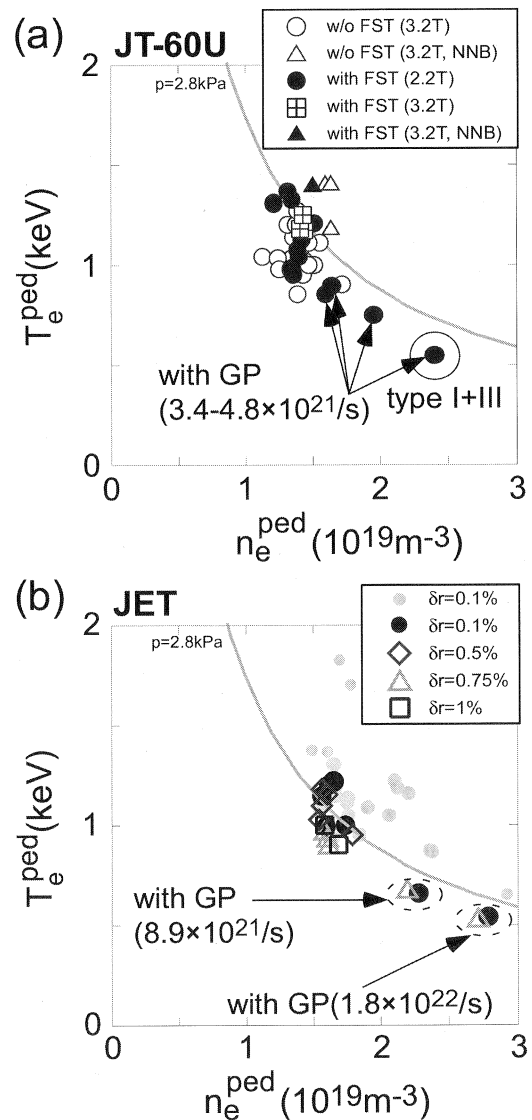 (a) JT-60U
w/o FST (3.2T)
w/o FST (3.2T, NNB)
with FST (2.2T)
with FST (3.2T)
with FST (3.2T, NNB)
p=2.8kPa
2
1
0
T_e^ped(keV)
with GP
(3.4-4.8×10^21/s)
type I+III
0 1 2 3
n_e^ped (10^19m^-3)
(b) JET
δr=0.1%
δr=0.1%
δr=0.5%
δr=0.75%
δr=1%
p=2.8kPa
2
1
0
T_e^ped(keV)
with GP
(8.9×10^21/s)
with GP(1.8×10^22/s)
0 1 2 3
n_e^ped (10^19m^-3)